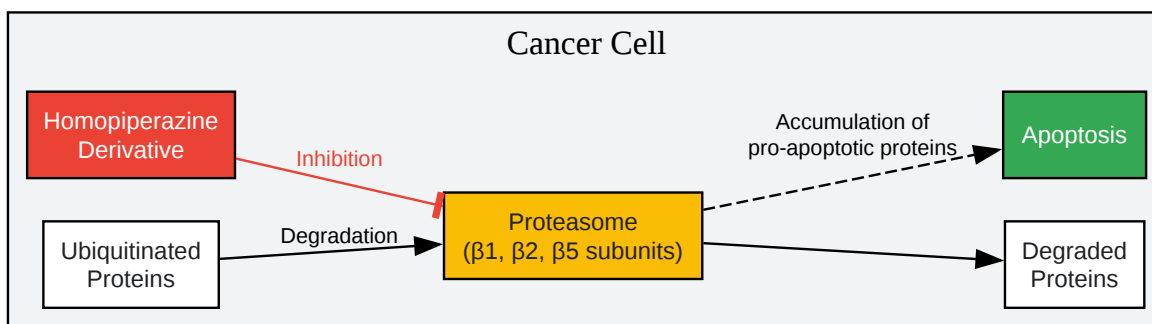 Cancer Cell
Homopiperazine
Derivative
Inhibition
Accumulation of
pro-apoptotic proteins
Apoptosis
Ubiquitinated
Proteins
Degradation
Proteasome
(β1, β2, β5 subunits)
Degraded
Proteins